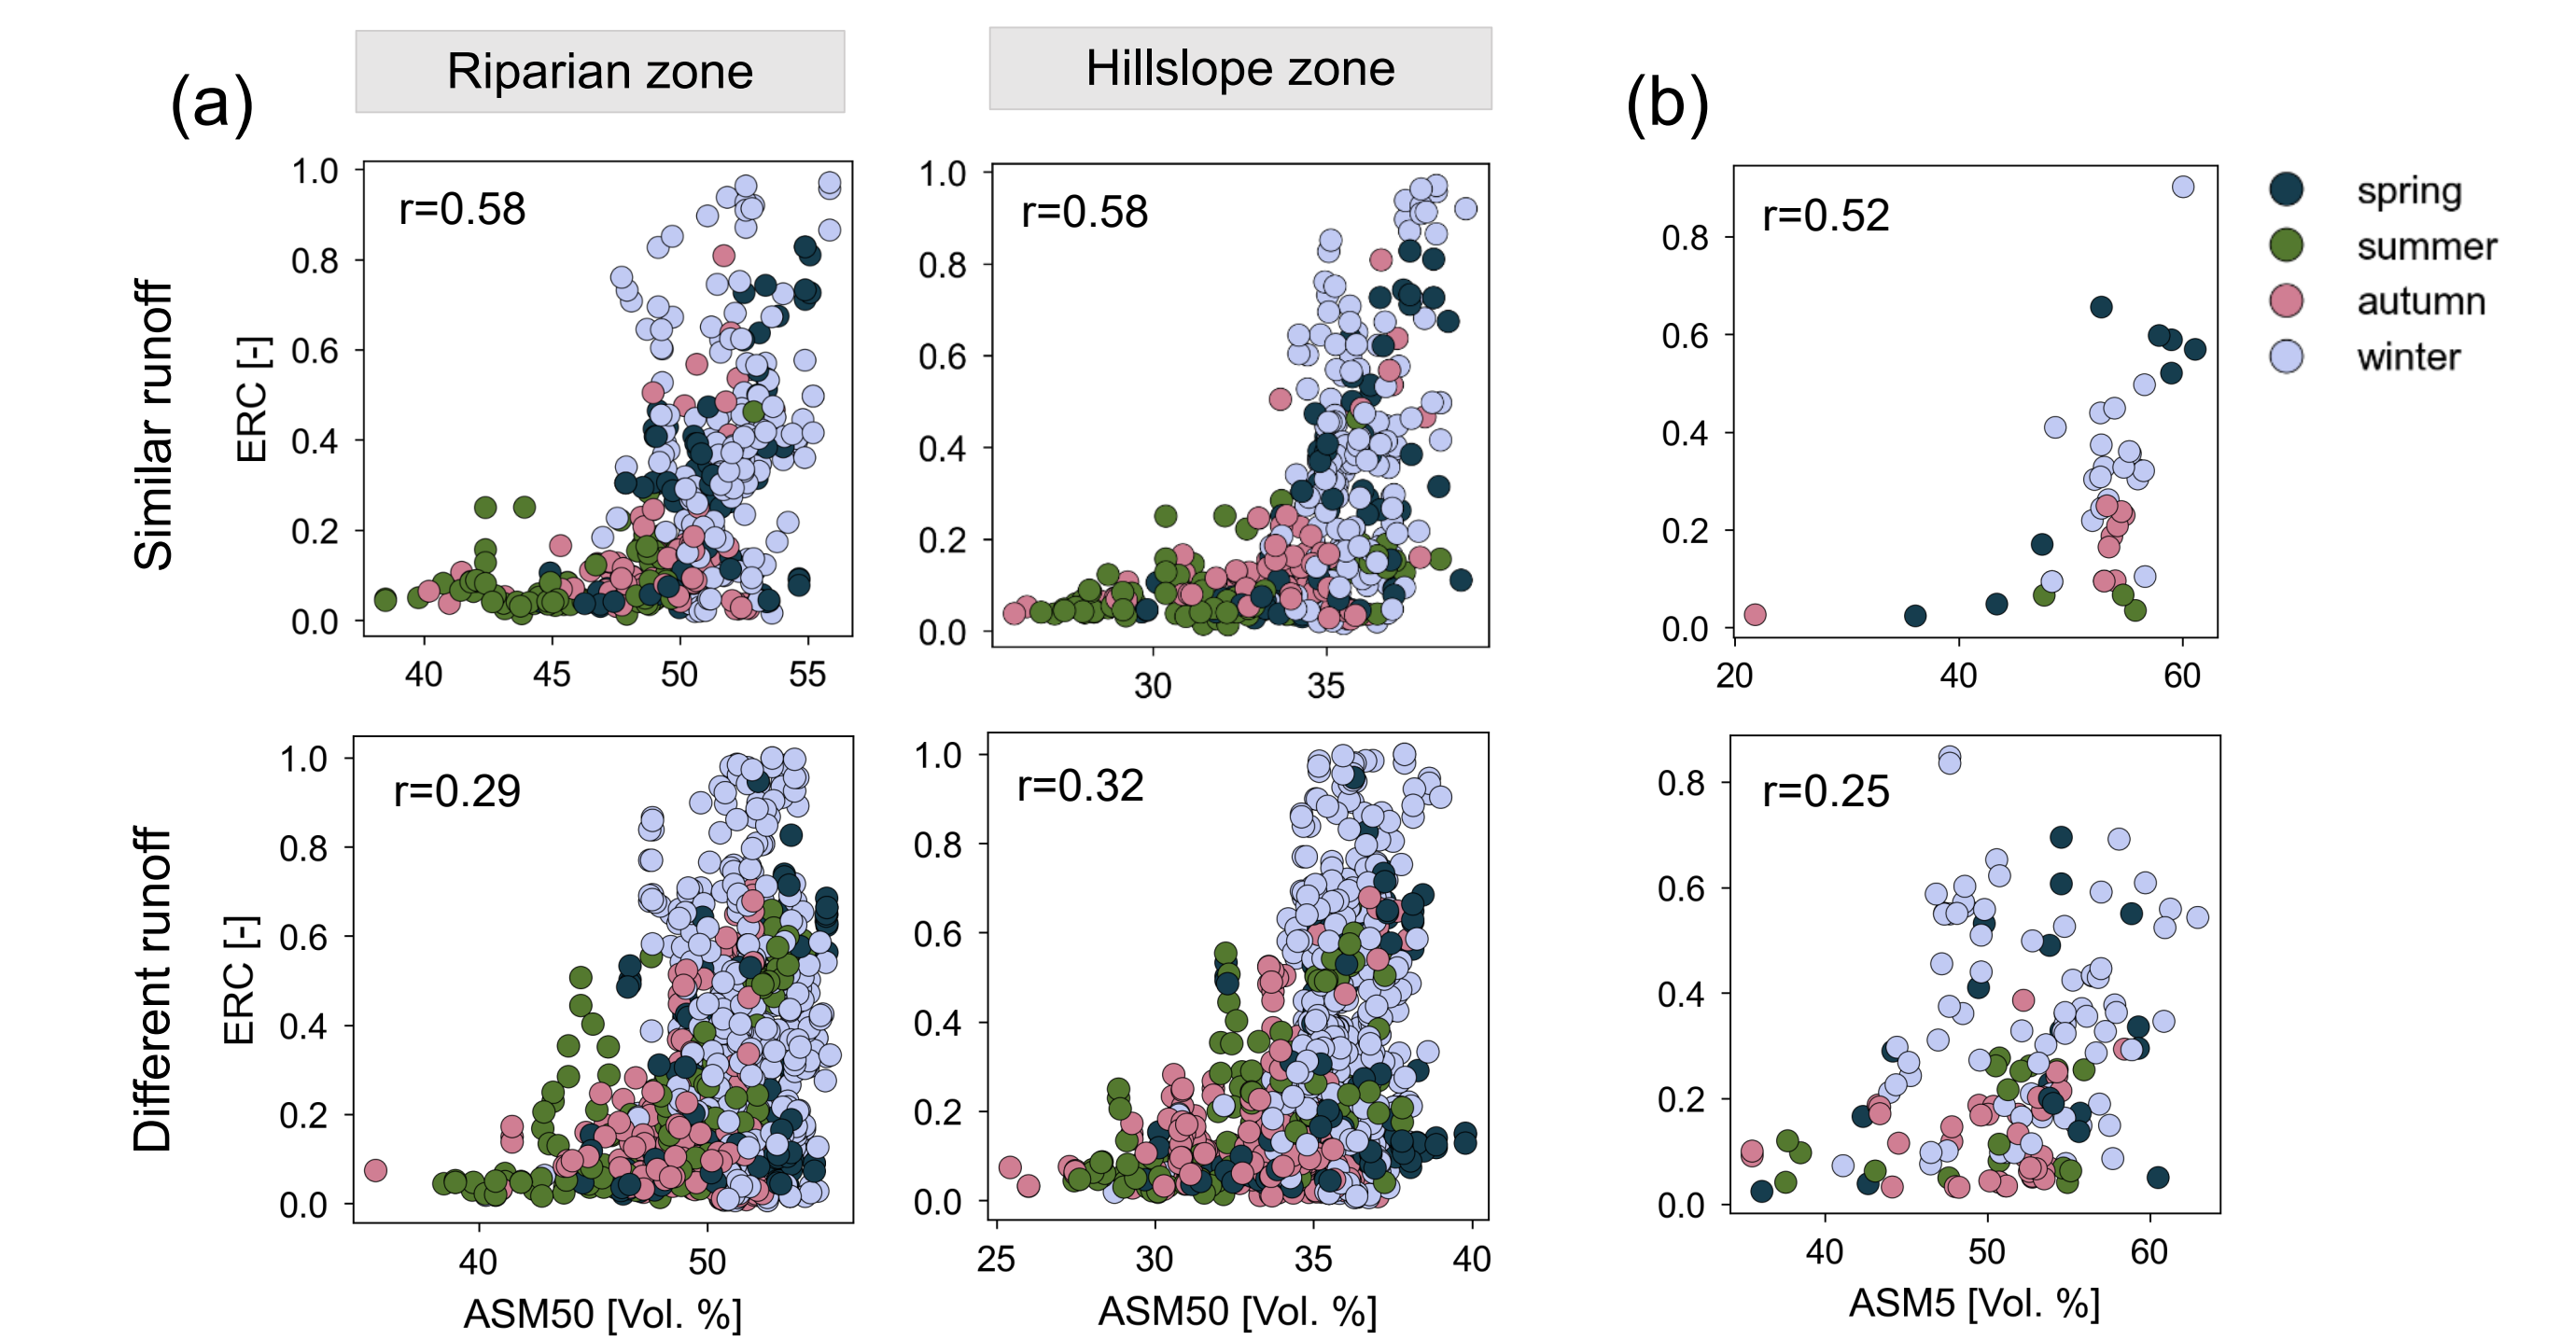 (a)
Riparian zone
Hillslope zone
(b)
Similar runoff
ERC [-]
1.0
0.8
0.6
0.4
0.2
0.0
r=0.58
40 45 50 55
1.0
0.8
0.6
0.4
0.2
0.0
r=0.58
30 35
0.8
0.6
0.4
0.2
0.0
r=0.52
20 40 60
spring
summer
autumn
winter
Different runoff
ERC [-]
1.0
0.8
0.6
0.4
0.2
0.0
r=0.29
40 50
ASM50 [Vol. %]
1.0
0.8
0.6
0.4
0.2
0.0
r=0.32
25 30 35 40
ASM50 [Vol. %]
0.8
0.6
0.4
0.2
0.0
r=0.25
40 50 60
ASM5 [Vol. %]